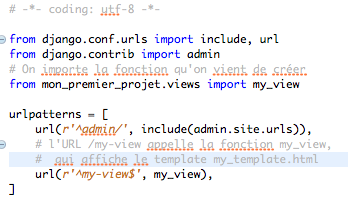 # -*- coding: utf-8 -*-
from django.conf.urls import include, url
from django.contrib import admin
# On importe la fonction qu'on vient de créer
from mon_premier_projet.views import my_view
urlpatterns = [
url(r'^admin/', include(admin.site.urls)),
# l'URL /my-view appelle la fonction my_view,
# qui affiche le template my_template.html
url(r'^my-view$', my_view),
]